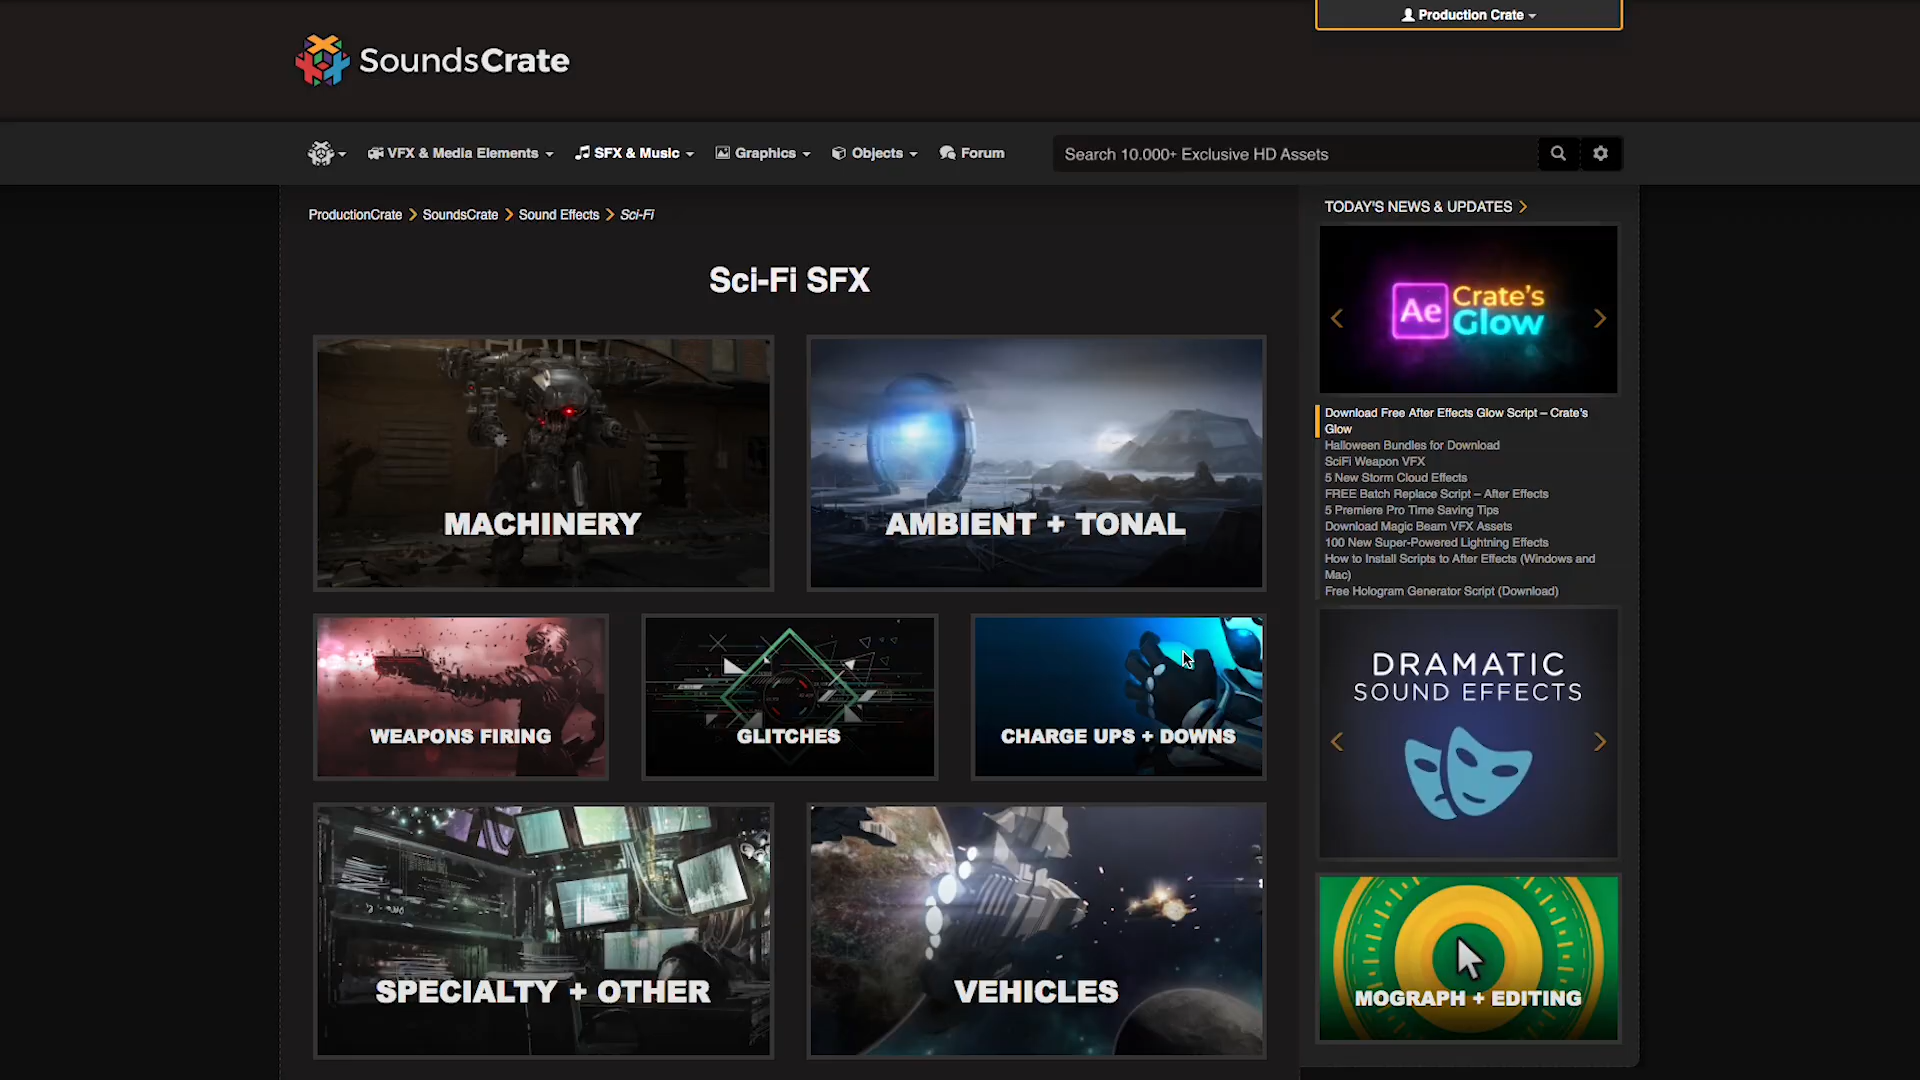 Production Crate
SoundsCrate
VFX & Media Elements
SFX & Music
Graphics
Objects
Forum
Search 10.000+ Exclusive HD Assets
ProductionCrate
SoundsCrate
Sound Effects
Sci-Fi
Sci-Fi SFX
MACHINERY
AMBIENT + TONAL
WEAPONS FIRING
GLITCHES
CHARGE UPS + DOWNS
SPECIALTY + OTHER
VEHICLES
TODAY'S NEWS & UPDATES
Ae
Crate's
Glow
Download Free After Effects Glow Script – Crate's
Glow
Halloween Bundles for Download
SciFi Weapon VFX
5 New Storm Cloud Effects
FREE Batch Replace Script – After Effects
5 Premiere Pro Time Saving Tips
Download Magic Beam VFX Assets
100 New Super-Powered Lightning Effects
How to Install Scripts to After Effects (Windows and
Mac)
Free Hologram Generator Script (Download)
DRAMATIC
SOUND EFFECTS
MOGRAPH + EDITING